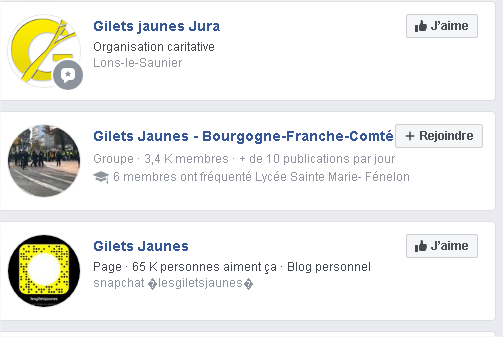 Gilets jaunes Jura
J'aime
Organisation caritative
Lons-le-Saunier
Gilets Jaunes - Bourgogne-Franche-Comté
+ Rejoindre
Groupe · 3,4 K membres · + de 10 publications par jour
6 membres ont fréquenté Lycée Sainte Marie- Fénelon
Gilets Jaunes
J'aime
Page · 65 K personnes aiment ça · Blog personnel
snapchat �lesgiletsjaunes�
lesgiletsjaunes